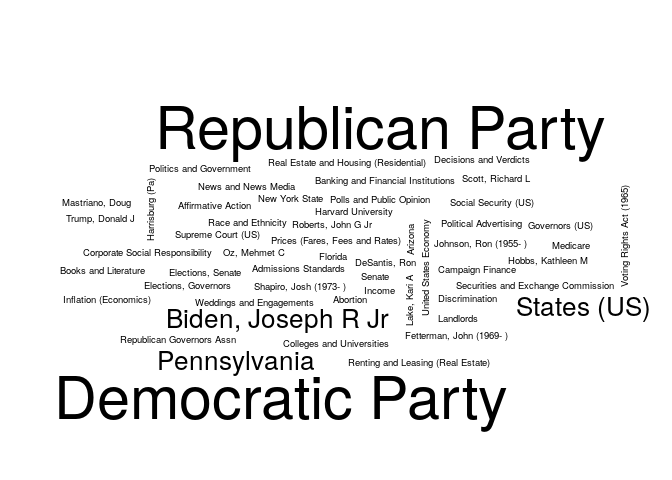 Republican Party
Real Estate and Housing (Residential)
Decisions and Verdicts
Politics and Government
Banking and Financial Institutions
Scott, Richard L
News and News Media
Harrisburg (Pa)
Voting Rights Act (1965)
Mastriano, Doug
Affirmative Action
New York State
Polls and Public Opinion
Social Security (US)
Harvard University
Trump, Donald J
Race and Ethnicity
Roberts, John G Jr
Arizona
United States Economy
Political Advertising
Governors (US)
Supreme Court (US)
Prices (Fares, Fees and Rates)
Johnson, Ron (1955- )
Medicare
Corporate Social Responsibility
Oz, Mehmet C
Florida
DeSantis, Ron
Hobbs, Kathleen M
Books and Literature
Elections, Senate
Admissions Standards
Senate
Lake, Kari A
Campaign Finance
Elections, Governors
Shapiro, Josh (1973- )
Income
Securities and Exchange Commission
Inflation (Economics)
Weddings and Engagements
Abortion
Discrimination
States (US)
Biden, Joseph R Jr
Landlords
Republican Governors Assn
Colleges and Universities
Fetterman, John (1969- )
Pennsylvania
Renting and Leasing (Real Estate)
Democratic Party